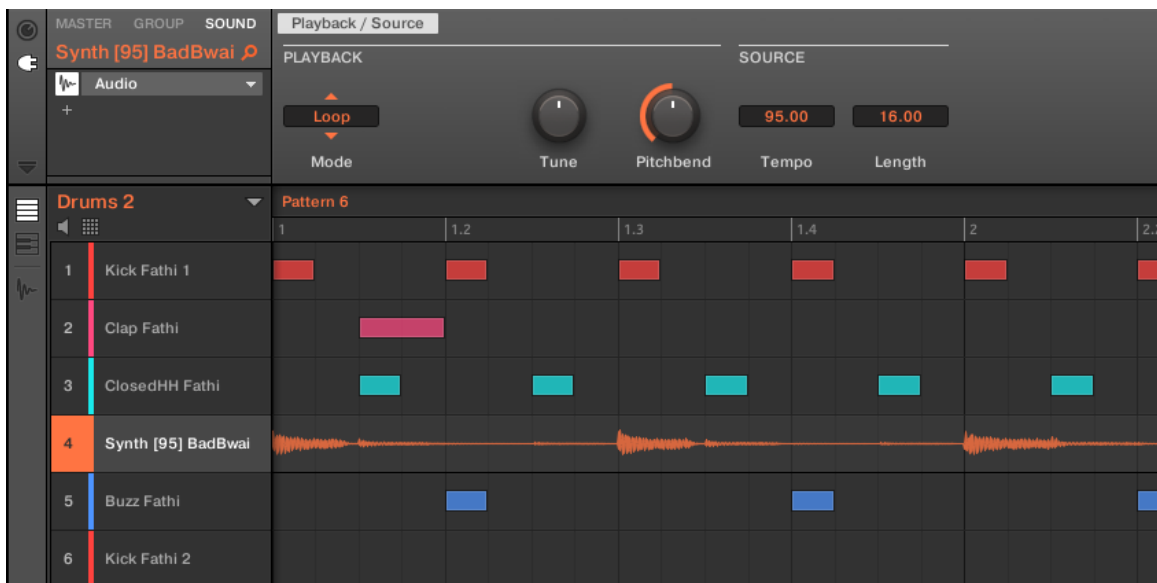 MASTER GROUP SOUND
Playback / Source
Synth [95] BadBwai
PLAYBACK
SOURCE
Audio
+
Loop
95.00
16.00
Mode
Tune
Pitchbend
Tempo
Length
Drums 2
Pattern 6
1
1.2
1.3
1.4
2
1 Kick Fathi 1
2 Clap Fathi
3 ClosedHH Fathi
4 Synth [95] BadBwai
5 Buzz Fathi
6 Kick Fathi 2